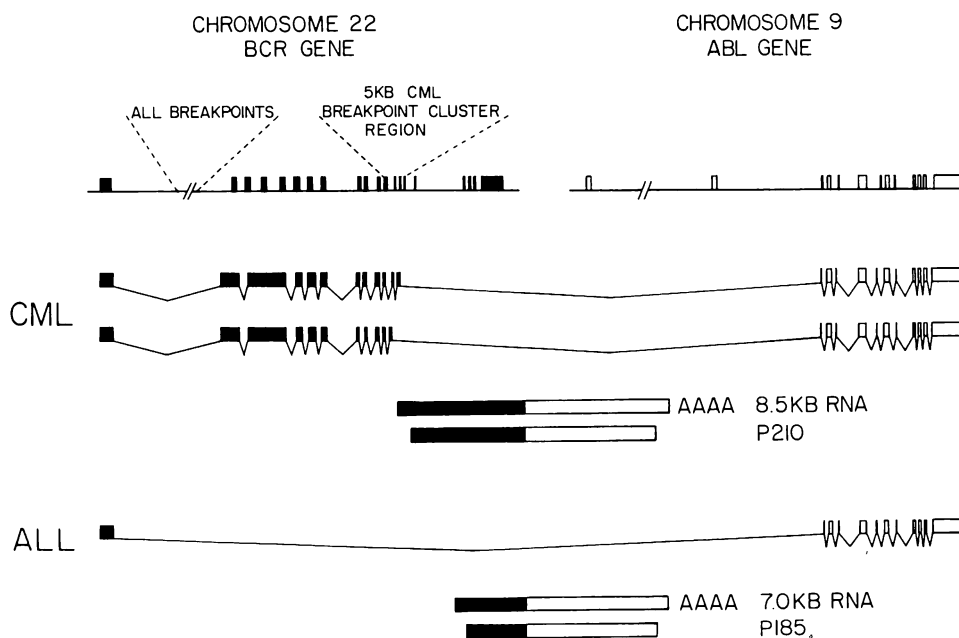 CHROMOSOME 22
BCR GENE
CHROMOSOME 9
ABL GENE
ALL BREAKPOINTS
5KB CML
BREAKPOINT CLUSTER
REGION
CML
AAAA 8.5KB RNA
P210
ALL
AAAA 7.0KB RNA
P185